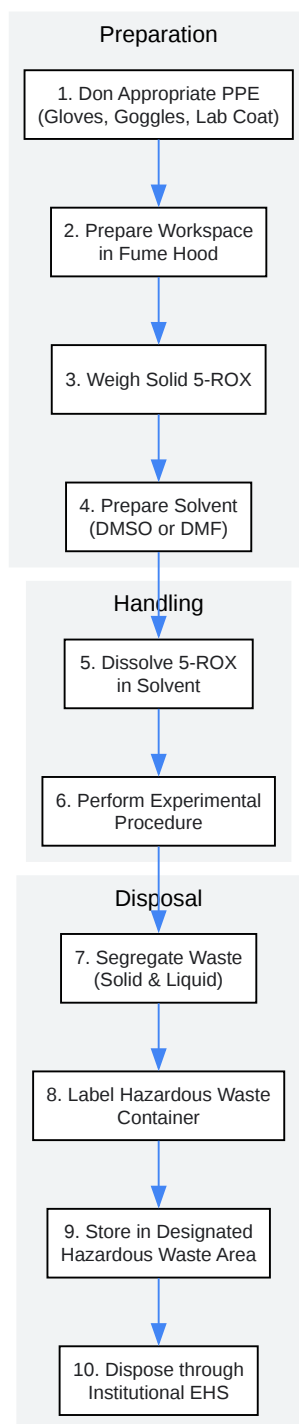 Preparation
1. Don Appropriate PPE
(Gloves, Goggles, Lab Coat)
2. Prepare Workspace
in Fume Hood
3. Weigh Solid 5-ROX
4. Prepare Solvent
(DMSO or DMF)
Handling
5. Dissolve 5-ROX
in Solvent
6. Perform Experimental
Procedure
Disposal
7. Segregate Waste
(Solid & Liquid)
8. Label Hazardous Waste
Container
9. Store in Designated
Hazardous Waste Area
10. Dispose through
Institutional EHS